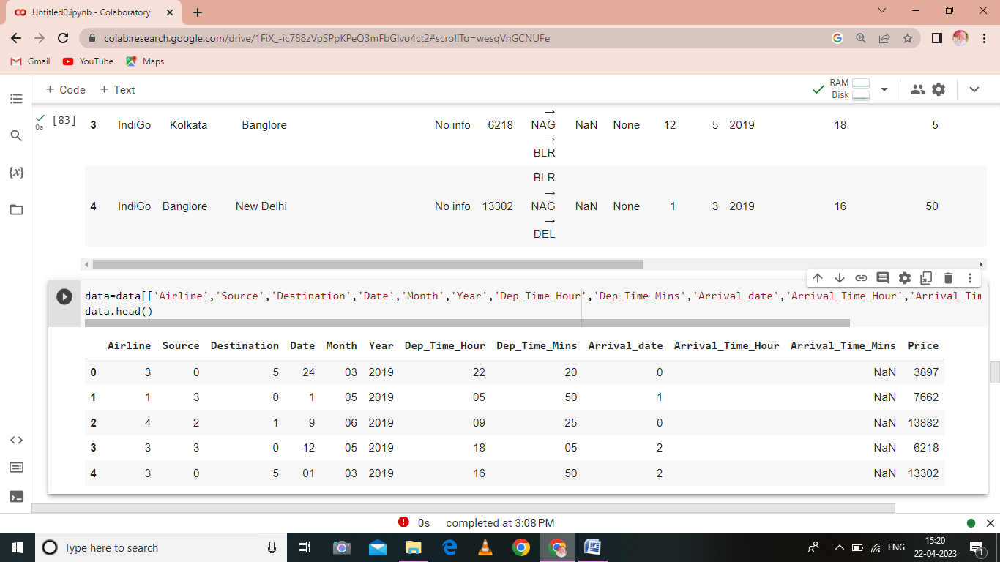 Untitled0.ipynb - Colaboratory
colab.research.google.com/drive/1FiX_-ic788zVpSPpKPeQ3mFbGlvo4ct2#scrollTo=wesqVnGCNUFe
Gmail YouTube Maps
+ Code + Text RAM Disk
[83] 0s
3 IndiGo Kolkata Banglore No info 6218 → NAG → BLR NaN None 12 5 2019 18 5
4 IndiGo Banglore New Delhi No info 13302 BLR → NAG → DEL NaN None 1 3 2019 16 50
data=data[['Airline','Source','Destination','Date','Month','Year','Dep_Time_Hour','Dep_Time_Mins','Arrival_date','Arrival_Time_Hour','Arrival_Tim
data.head()
Airline Source Destination Date Month Year Dep_Time_Hour Dep_Time_Mins Arrival_date Arrival_Time_Hour Arrival_Time_Mins Price
0 3 0 5 24 03 2019 22 20 0 NaN 3897
1 1 3 0 1 05 2019 05 50 1 NaN 7662
2 4 2 1 9 06 2019 09 25 0 NaN 13882
3 3 3 0 12 05 2019 18 05 2 NaN 6218
4 3 0 5 01 03 2019 16 50 2 NaN 13302
0s completed at 3:08 PM
Type here to search
ENG
15:20
22-04-2023
1